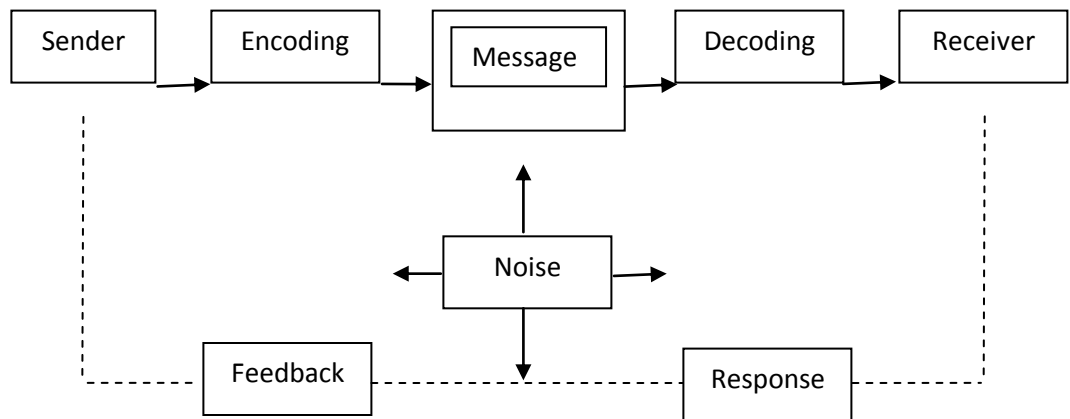 Sender
Encoding
Message
Decoding
Receiver
Noise
Feedback
Response